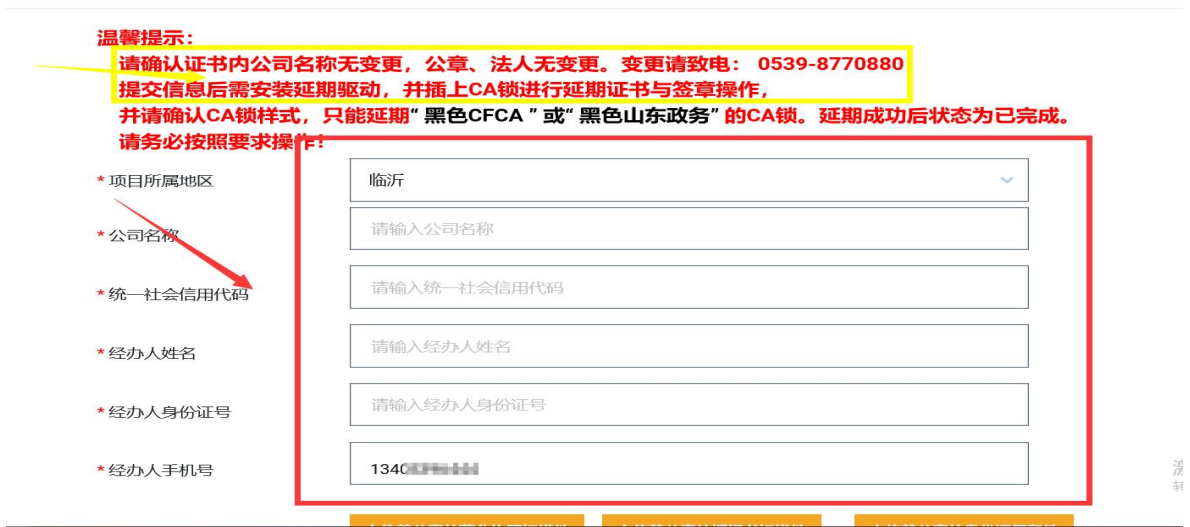 温馨提示：
请确认证书内公司名称无变更，公章、法人无变更。变更请致电： 0539-8770880
提交信息后需安装延期驱动，并插上CA锁进行延期证书与签章操作，
并请确认CA锁样式，只能延期“ 黑色CFCA ” 或“ 黑色山东政务” 的CA锁。延期成功后状态为已完成。
请务必按照要求操作！
* 项目所属地区 临沂
* 公司名称 请输入公司名称
* 统一社会信用代码 请输入统一社会信用代码
* 经办人姓名 请输入经办人姓名
* 经办人身份证号 请输入经办人身份证号
* 经办人手机号 1340